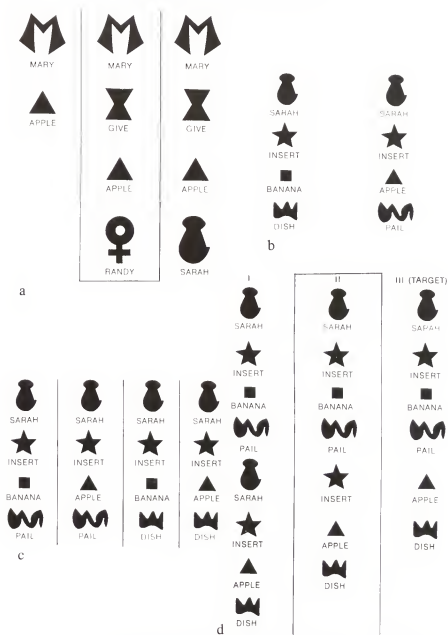 MARY MARY MARY
APPLE GIVE GIVE
APPLE APPLE
RANDY SARAH
a
SARAH SARAH
INSERT INSERT
BANANA APPLE
DISH PAIL
b
SARAH SARAH SARAH SARAH
INSERT INSERT INSERT INSERT
BANANA APPLE BANANA APPLE
PAIL PAIL DISH DISH
c
I II III (TARGET)
SARAH SARAH SARAH
INSERT INSERT INSERT
BANANA BANANA BANANA
PAIL PAIL PAIL
SARAH INSERT APPLE
INSERT APPLE DISH
APPLE DISH
DISH
d